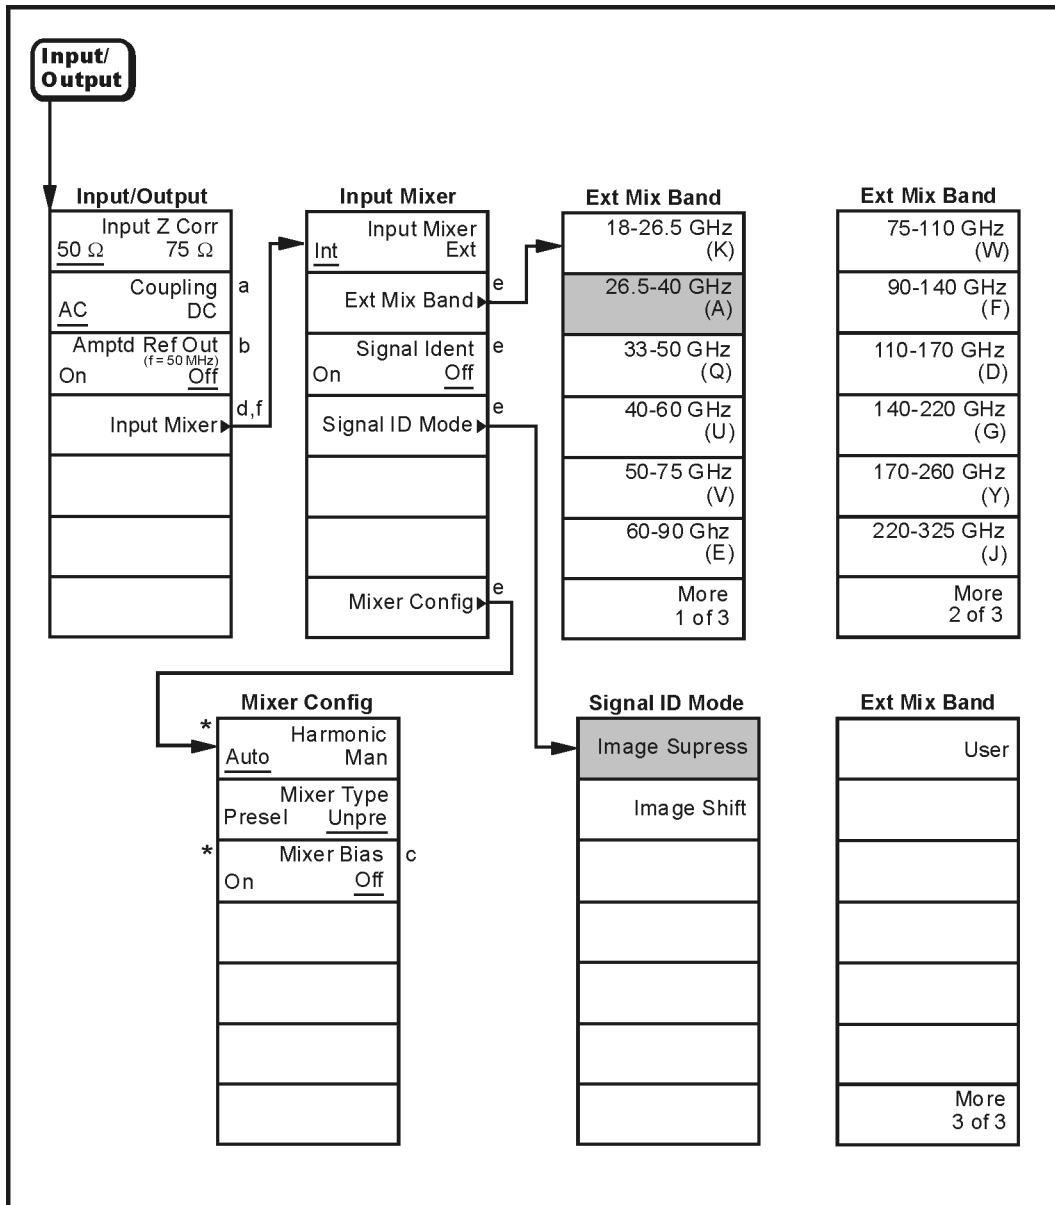 Input/
Output
Input/Output
Input Z Corr
50 Ω 75 Ω
Coupling a
AC DC
Amptd Ref Out b
(f = 50 MHz)
On Off
d,f
Input Mixer
Input Mixer
Input Mixer
Int Ext
e
Ext Mix Band
Signal Ident e
On Off
e
Signal ID Mode
e
Mixer Config
Ext Mix Band
18-26.5 GHz
(K)
26.5-40 GHz
(A)
33-50 GHz
(Q)
40-60 GHz
(U)
50-75 GHz
(V)
60-90 Ghz
(E)
More
1 of 3
Ext Mix Band
75-110 GHz
(W)
90-140 GHz
(F)
110-170 GHz
(D)
140-220 GHz
(G)
170-260 GHz
(Y)
220-325 GHz
(J)
More
2 of 3
Mixer Config
* Harmonic
Auto Man
Mixer Type
Presel Unpre
* Mixer Bias c
On Off
Signal ID Mode
Image Supress
Image Shift
Ext Mix Band
User
More
3 of 3